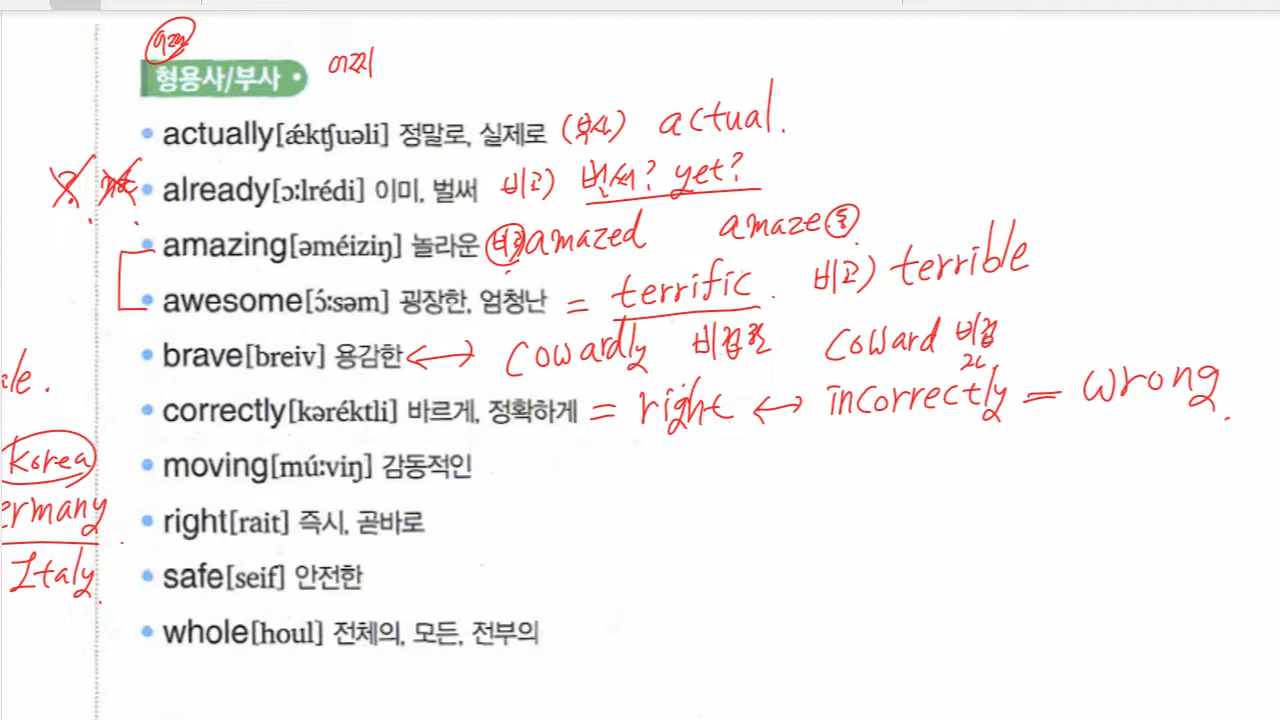 어떤
형용사/부사 어찌
actually[ǽktʃuəli] 정말로, 실제로 (부사) actual.
already[ɔːlrédi] 이미, 벌써 비교) 벌써? yet?
amazing[əméiziŋ] 놀라운 비교) amazed amaze 동
awesome[ɔ́ːsəm] 굉장한, 엄청난 = terrific. 비교) terrible
brave[breiv] 용감한 ↔ cowardly 비겁한 coward 비겁
correctly[kəréktli] 바르게, 정확하게 = right ↔ incorrectly = wrong.
Korea
moving[múːviŋ] 감동적인
ermany
right[rait] 즉시, 곧바로
Italy
safe[seif] 안전한
whole[houl] 전체의, 모든, 전부의